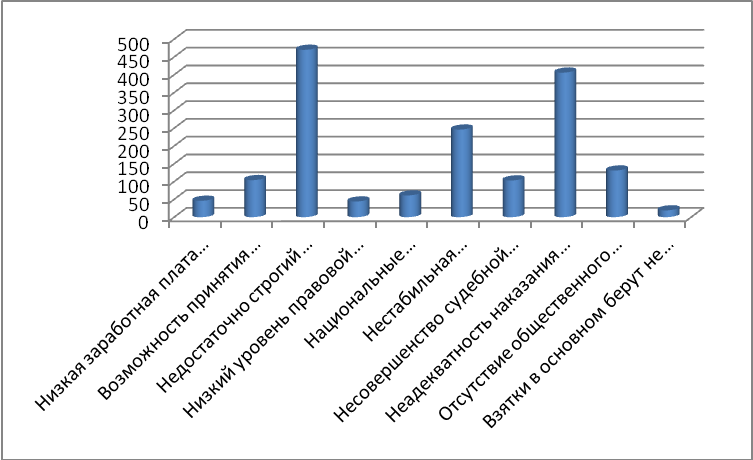 500
450
400
350
300
250
200
150
100
50
0
Низкая заработная плата...
Возможность принятия...
Недостаточно строгий...
Низкий уровень правовой...
Национальные...
Нестабильная...
Несовершенство судебной...
Неадекватность наказания...
Отсутствие общественного...
Взятки в основном берут не...